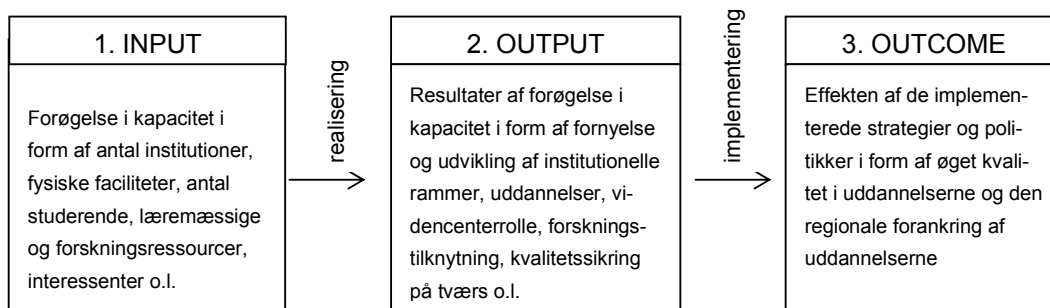 1. INPUT
Forøgelse i kapacitet i
form af antal institutioner,
fysiske faciliteter, antal
studerende, læremæssige
og forskningsressourcer,
interessenter o.l.
realisering
2. OUTPUT
Resultater af forøgelse i
kapacitet i form af fornyelse
og udvikling af institutionelle
rammer, uddannelser, vi-
dencenterrolle, forsknings-
tilknytning, kvalitetssikring
på tværs o.l.
implementering
3. OUTCOME
Effekten af de implemen-
terede strategier og poli-
tikker i form af øget kvali-
tet i uddannelserne og den
regionale forankring af
uddannelserne